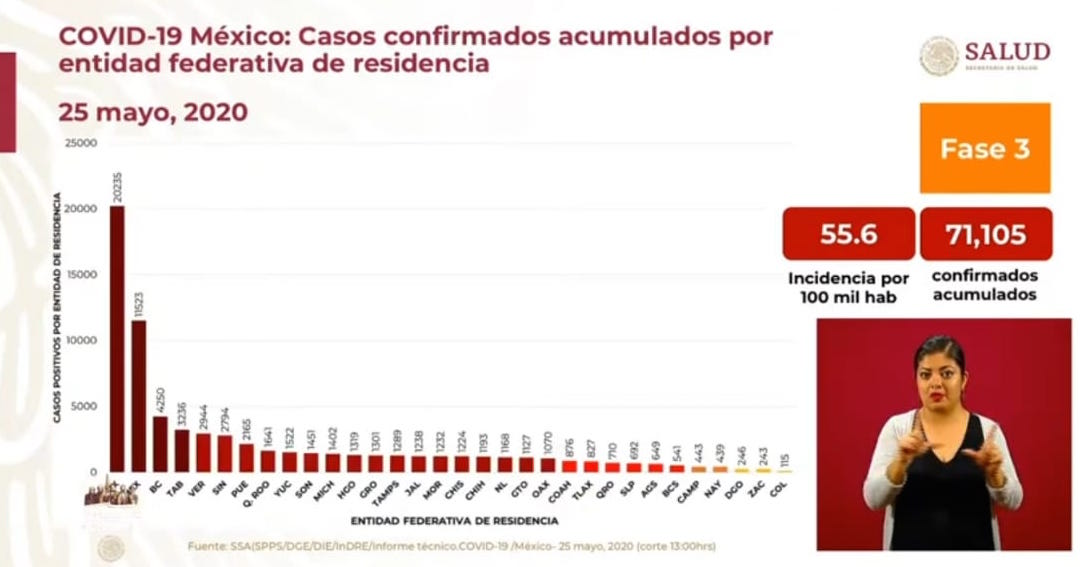 COVID-19 México: Casos confirmados acumulados por
entidad federativa de residencia
25 mayo, 2020
SALUD
SECRETARÍA DE SALUD
Fase 3
55.6
71,105
Incidencia por
100 mil hab
confirmados
acumulados
CASOS POSITIVOS POR ENTIDAD DE RESIDENCIA
25000
20000
15000
10000
5000
0
20235
11523
4250
3236
2944
2794
2165
1641
1522
1451
1402
1319
1301
1289
1238
1232
1224
1193
1168
1127
1070
876
827
710
692
649
541
443
439
246
243
115
BC
TAB
VER
SIN
PUE
Q. ROO
YUC
SON
MICH
HGO
GRO
TAMPS
JAL
MOR
CHIS
CHIH
NL
GTO
OAX
COAH
TLAX
QRO
SLP
AGS
BCS
CAMP
NAY
DGO
ZAC
COL
ENTIDAD FEDERATIVA DE RESIDENCIA
Fuente: SSA(SPPS/DGE/DIE/InDRE/Informe técnico.COVID-19 /México- 25 mayo, 2020 (corte 13:00hrs)